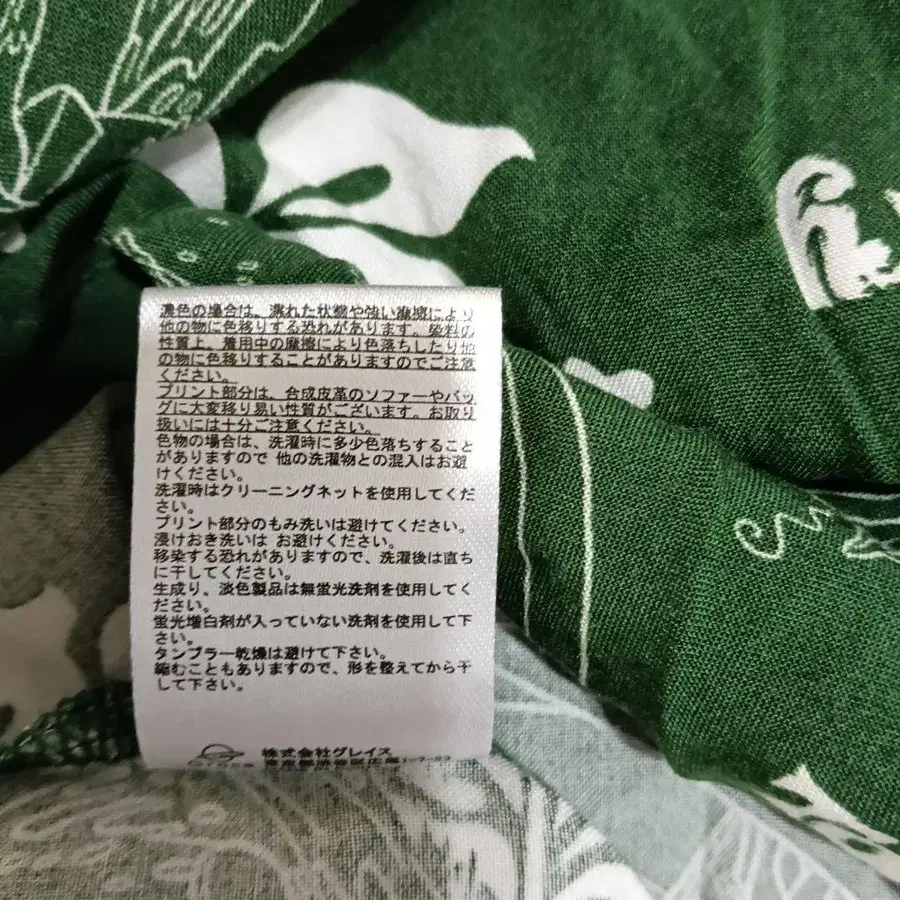 濃色の場合は、濡れた状態や強い摩擦により
他の物に色移りする恐れがあります。染料の
性質上、着用中の摩擦により色落ちしたり他
の物に色移りすることがありますのでご注意
ください。
プリント部分は、合成皮革のソファーやバッ
グに大変移り易い性質がございます。お取り
扱いには十分ご注意ください。
色物の場合は、洗濯時に多少色落ちすること
がありますので 他の洗濯物との混入はお避
けください。
洗濯時はクリーニングネットを使用してくだ
さい。
プリント部分のもみ洗いは避けてください。
浸けおき洗いは お避けください。
移染する恐れがありますので、洗濯後は直ち
に干してください。
生成り、淡色製品は無蛍光洗剤を使用してく
ださい。
蛍光増白剤が入っていない洗剤を使用して下
さい。
タンブラー乾燥は避けて下さい。
縮むこともありますので、形を整えてから干
して下さい。
株式会社グレイス
東京都渋谷区広尾1-7-23